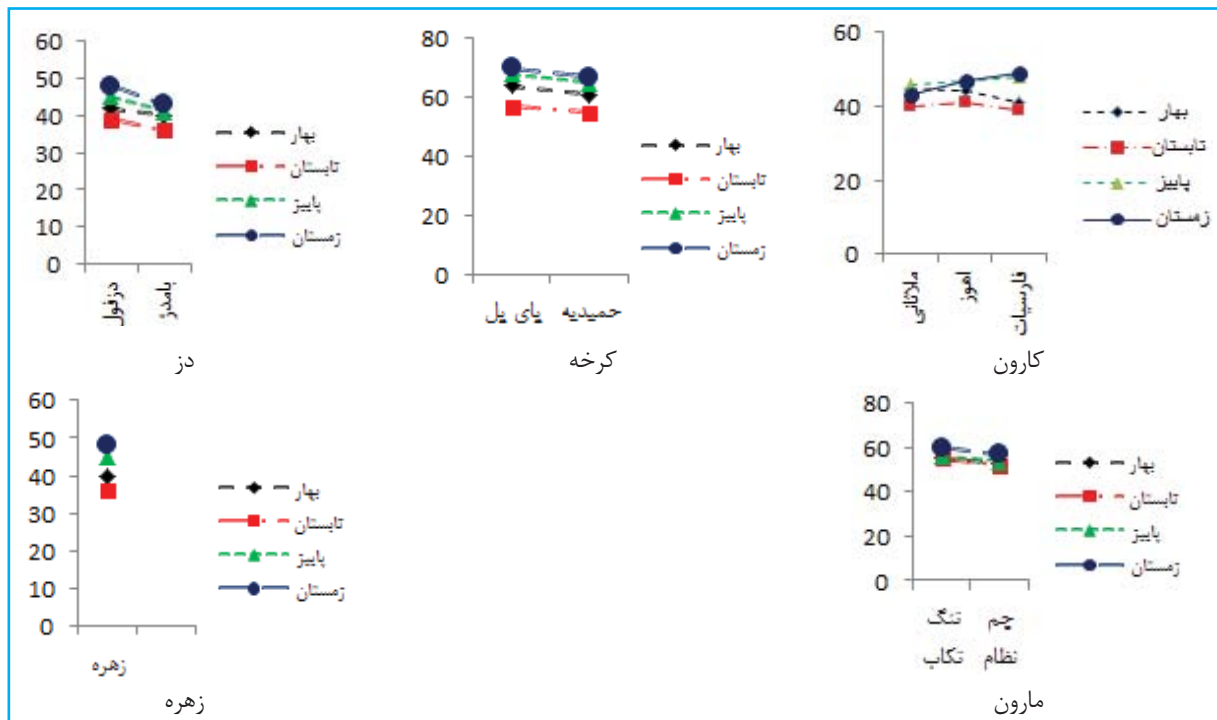 60
50
40
30
20
10
0
دزفول
بامدژ
بهار
تابستان
پاییز
زمستان
دز
80
60
40
20
0
پای پل
حمیدیه
بهار
تابستان
پاییز
زمستان
کرخه
60
40
20
0
ملاثانی
اهواز
فارسیات
بهار
تابستان
پاییز
زمستان
کارون
60
50
40
30
20
10
0
زهره
بهار
تابستان
پاییز
زمستان
زهره
80
60
40
20
0
تنگ
تکاب
چم
نظام
بهار
تابستان
پاییز
زمستان
مارون